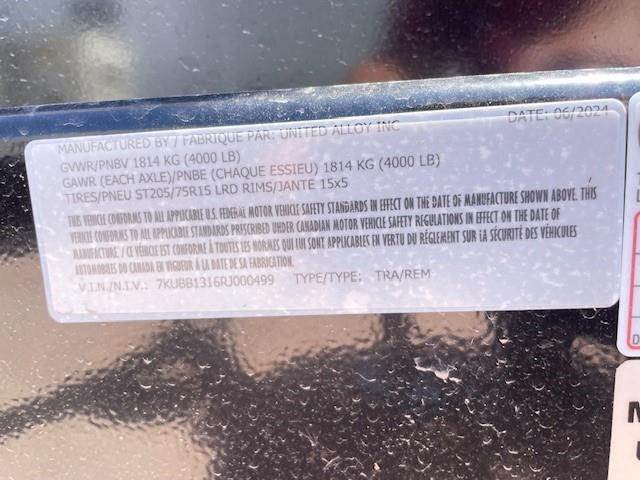 MANUFACTURED BY / FABRIQUE PAR: UNITED ALLOY INC DATE: 06/2024
GVWR/PNBV 1814 KG (4000 LB)
GAWR (EACH AXLE)/PNBE (CHAQUE ESSIEU) 1814 KG (4000 LB)
TIRES/PNEU ST205/75R15 LRD RIMS/JANTE 15x5
THIS VEHICLE CONFORMS TO ALL APPLICABLE U.S. FEDERAL MOTOR VEHICLE SAFETY STANDARDS IN EFFECT ON THE DATE OF MANUFACTURE SHOWN ABOVE. THIS
VEHICLE CONFORMS TO ALL APPLICABLE STANDARDS PRESCRIBED UNDER CANADIAN MOTOR VEHICLE SAFETY REGULATIONS IN EFFECT ON THE DATE OF
MANUFACTURE. / CE VÉHICULE EST CONFORME À TOUTES LES NORMES QUI LUI SONT APPLICABLES EN VERTU DU RÉGLEMENT SUR LA SÉCURITÉ DES VÉHICULES
AUTOMOBILES DU CANADA EN VIGUEUR À LA DATE DE SA FABRICATION.
V.I.N./N.I.V.: 7KUBB1316RJ000499 TYPE/TYPE: TRA/REM